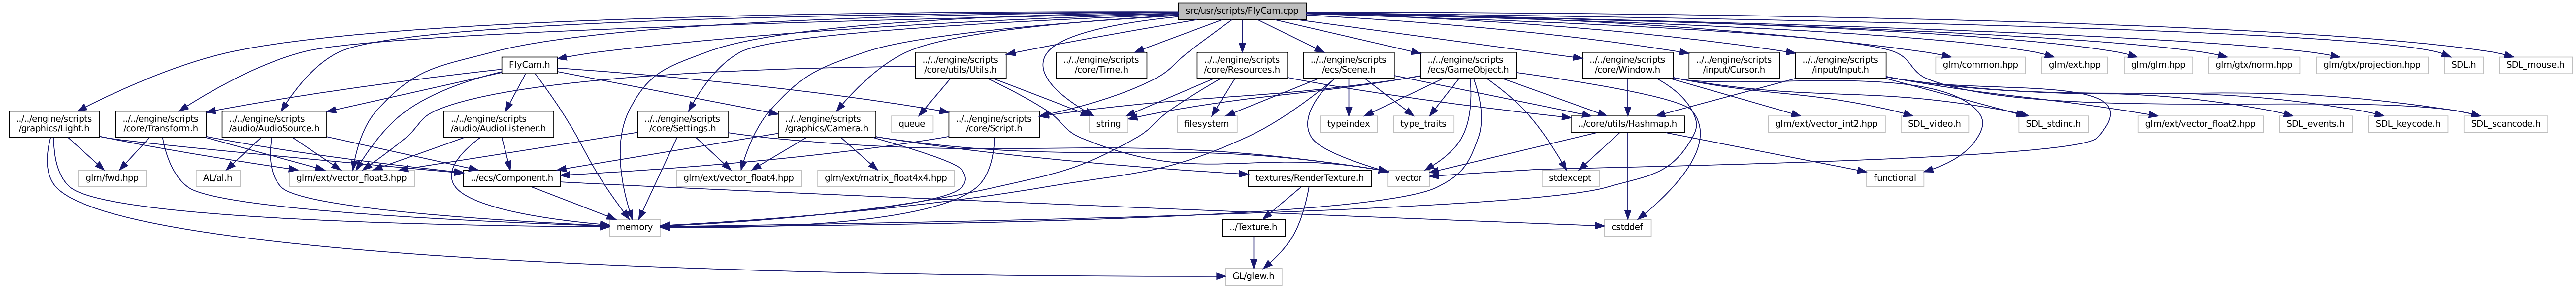 src/usr/scripts/FlyCam.cpp
FlyCam.h
../../engine/scripts
/core/utils/Utils.h
../../engine/scripts
/core/Time.h
../../engine/scripts
/core/Resources.h
../../engine/scripts
/ecs/Scene.h
../../engine/scripts
/ecs/GameObject.h
../../engine/scripts
/core/Window.h
../../engine/scripts
/input/Cursor.h
../../engine/scripts
/input/Input.h
glm/common.hpp
glm/ext.hpp
glm/glm.hpp
glm/gtx/norm.hpp
glm/gtx/projection.hpp
SDL.h
SDL_mouse.h
../../engine/scripts
/graphics/Light.h
../../engine/scripts
/core/Transform.h
../../engine/scripts
/audio/AudioSource.h
../../engine/scripts
/audio/AudioListener.h
../../engine/scripts
/core/Settings.h
../../engine/scripts
/graphics/Camera.h
queue
../../engine/scripts
/core/Script.h
string
filesystem
typeindex
type_traits
../core/utils/Hashmap.h
glm/ext/vector_int2.hpp
SDL_video.h
SDL_stdinc.h
glm/ext/vector_float2.hpp
SDL_events.h
SDL_keycode.h
SDL_scancode.h
glm/fwd.hpp
AL/al.h
glm/ext/vector_float3.hpp
../ecs/Component.h
glm/ext/vector_float4.hpp
glm/ext/matrix_float4x4.hpp
textures/RenderTexture.h
vector
stdexcept
functional
memory
../Texture.h
cstddef
GL/glew.h